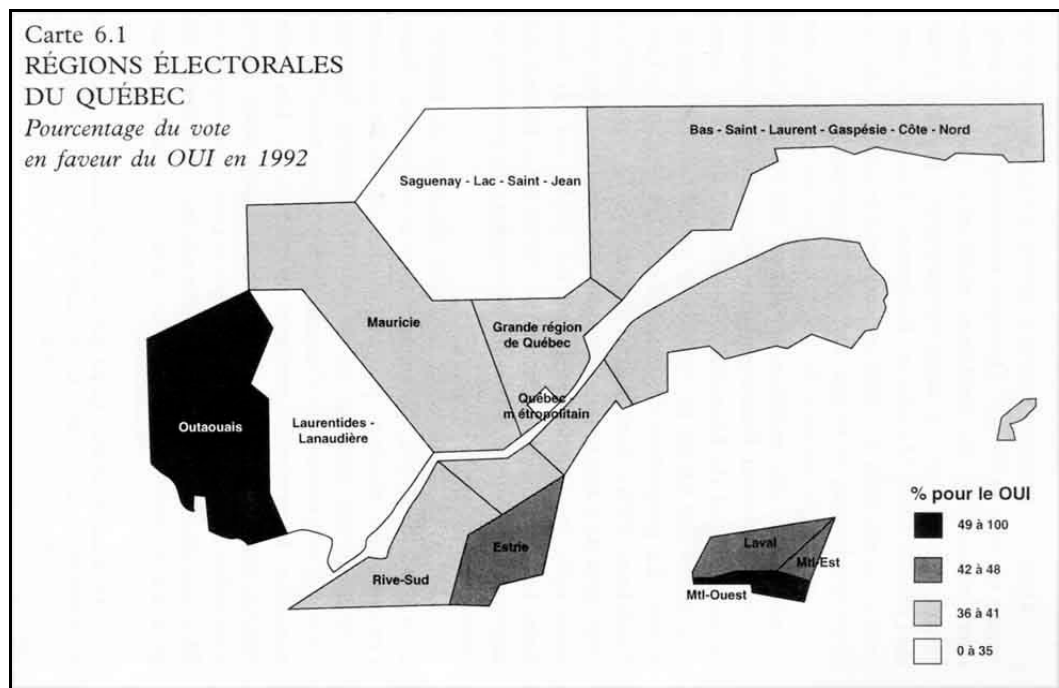 Carte 6.1
RÉGIONS ÉLECTORALES
DU QUÉBEC
Pourcentage du vote
en faveur du OUI en 1992
Bas - Saint - Laurent - Gaspésie - Côte - Nord
Saguenay - Lac - Saint - Jean
Mauricie
Grande région
de Québec
Québec -
m étropolitain
Outaouais
Laurentides -
Lanaudière
Estrie
Rive-Sud
Laval
Mtl-Est
Mtl-Ouest
% pour le OUI
49 à 100
42 à 48
36 à 41
0 à 35